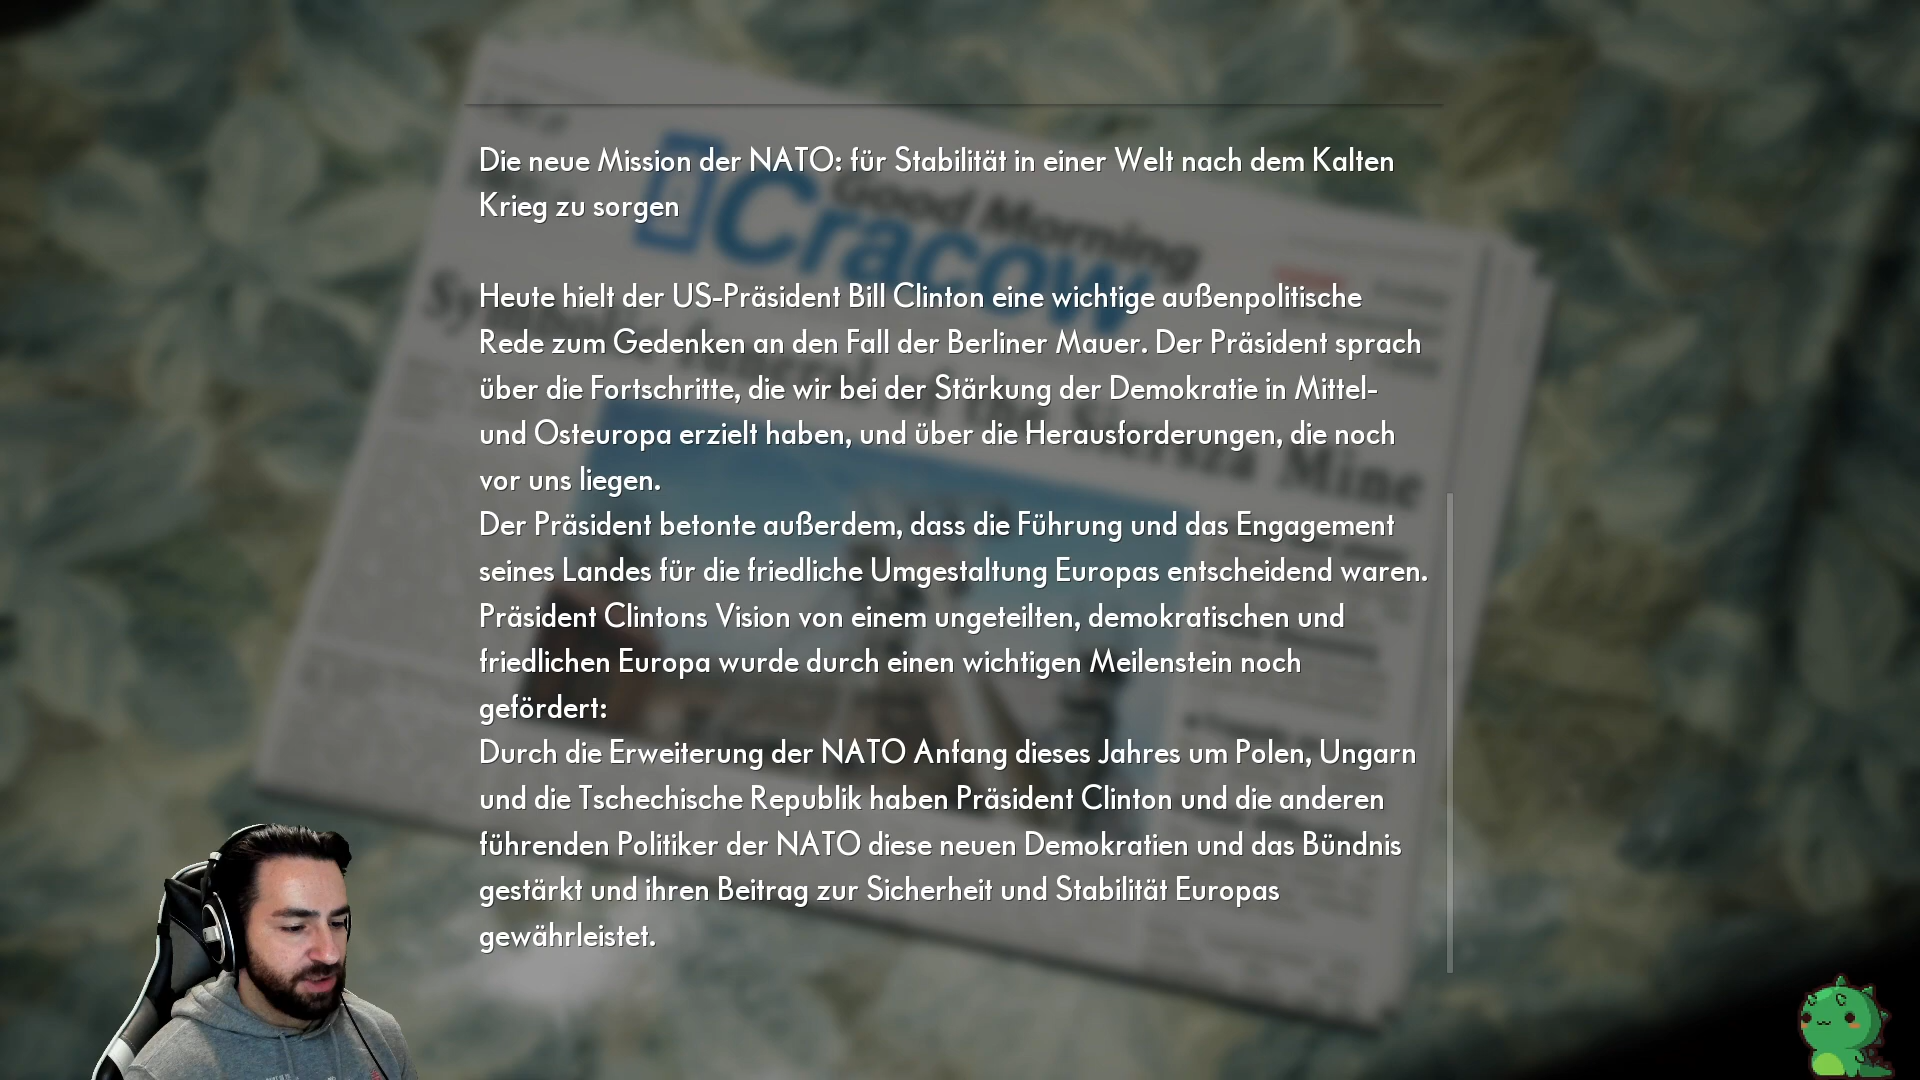 Die neue Mission der NATO: für Stabilität in einer Welt nach dem Kalten
Krieg zu sorgen
Good Morning
Cracow
Heute hielt der US-Präsident Bill Clinton eine wichtige außenpolitische
Rede zum Gedenken an den Fall der Berliner Mauer. Der Präsident sprach
über die Fortschritte, die wir bei der Stärkung der Demokratie in Mittel-
und Osteuropa erzielt haben, und über die Herausforderungen, die noch
vor uns liegen.
Mine
Der Präsident betonte außerdem, dass die Führung und das Engagement
seines Landes für die friedliche Umgestaltung Europas entscheidend waren.
Präsident Clintons Vision von einem ungeteilten, demokratischen und
friedlichen Europa wurde durch einen wichtigen Meilenstein noch
gefördert:
Durch die Erweiterung der NATO Anfang dieses Jahres um Polen, Ungarn
und die Tschechische Republik haben Präsident Clinton und die anderen
führenden Politiker der NATO diese neuen Demokratien und das Bündnis
gestärkt und ihren Beitrag zur Sicherheit und Stabilität Europas
gewährleistet.